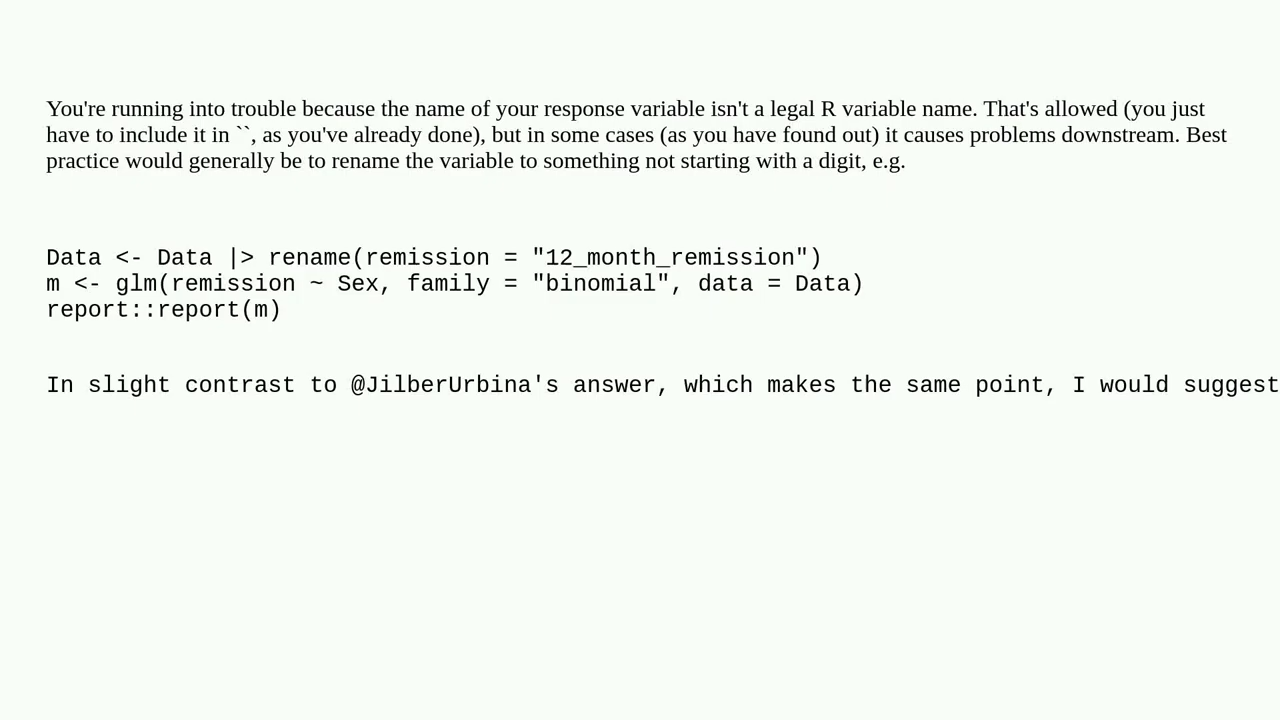 You're running into trouble because the name of your response variable isn't a legal R variable name. That's allowed (you just
have to include it in ``, as you've already done), but in some cases (as you have found out) it causes problems downstream. Best
practice would generally be to rename the variable to something not starting with a digit, e.g.
Data <- Data |> rename(remission = "12_month_remission")
m <- glm(remission ~ Sex, family = "binomial", data = Data)
report::report(m)
In slight contrast to @JilberUrbina's answer, which makes the same point, I would suggest